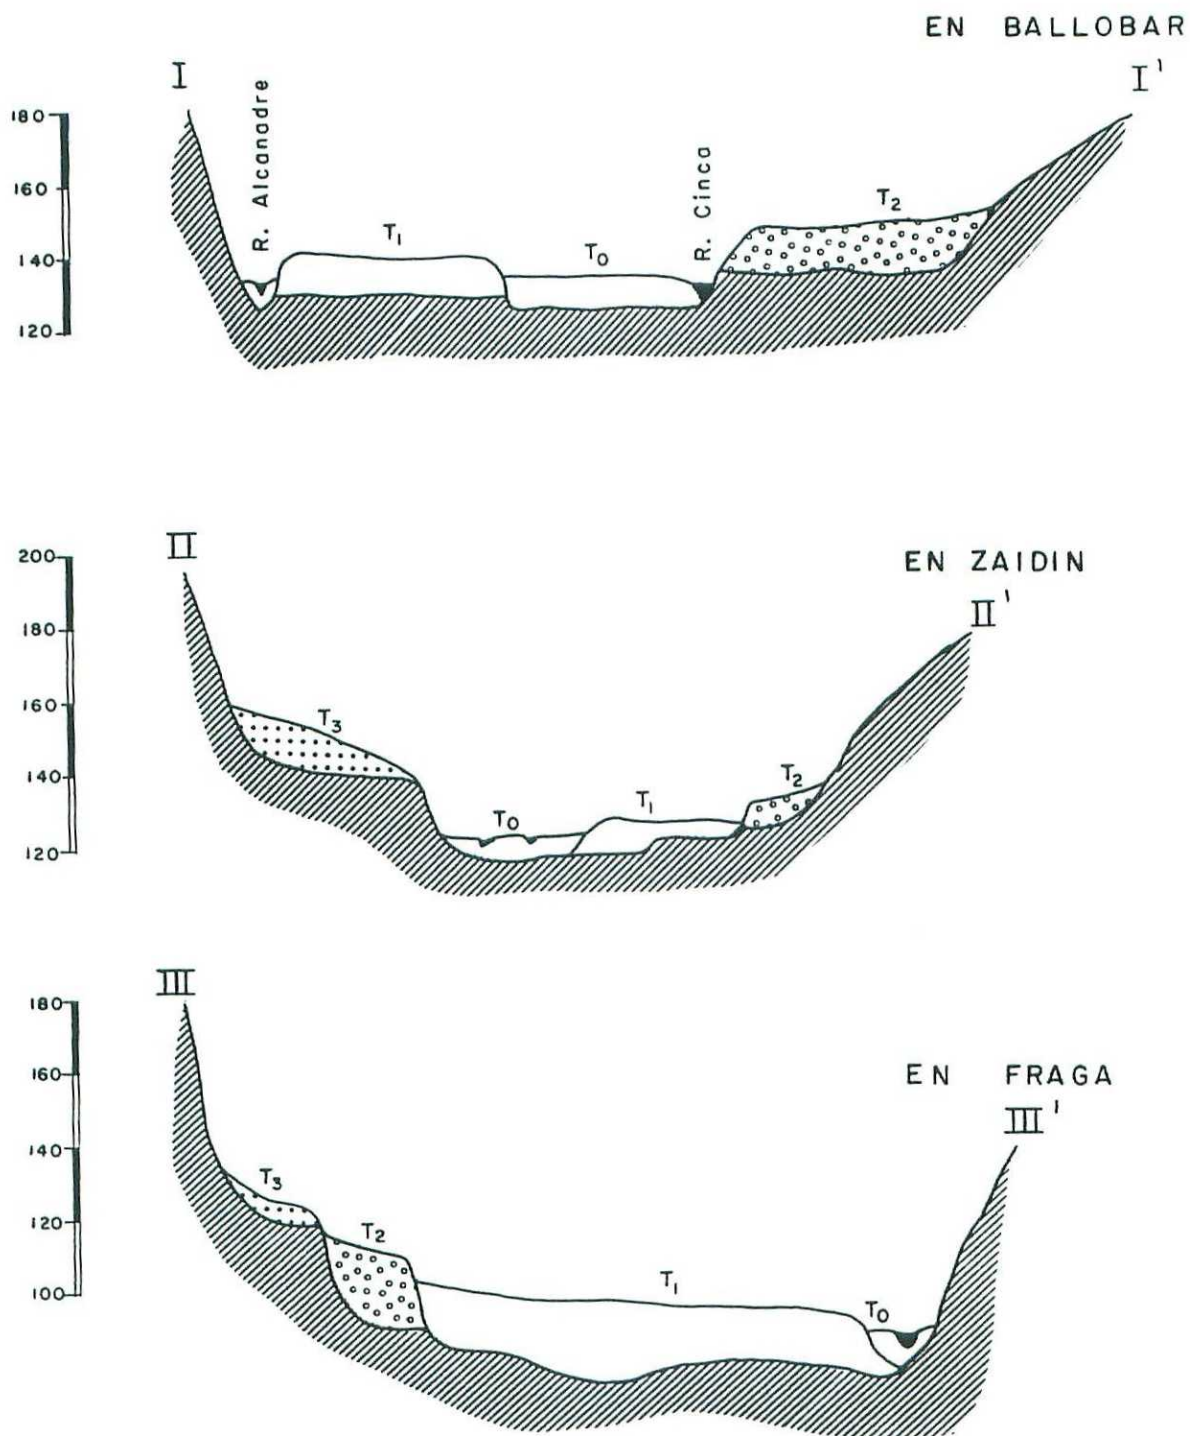 EN BALLOBAR
I
I'
180
160
140
120
R. Alcanadre
T1
T0
R. Cinca
T2
EN ZAIDIN
II
II'
200
180
160
140
120
T3
T0
T1
T2
EN FRAGA
III
III'
180
160
140
120
100
T3
T2
T1
T0